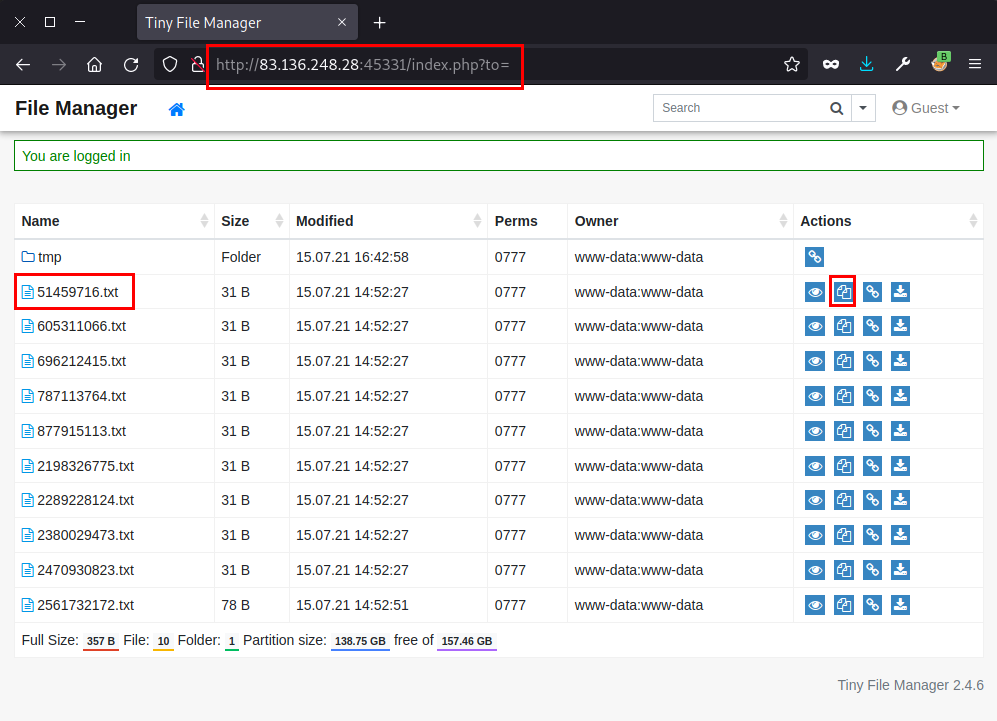 Tiny File Manager
http://83.136.248.28:45331/index.php?to=
B
File Manager Search Guest
You are logged in
Name Size Modified Perms Owner Actions
tmp Folder 15.07.21 16:42:58 0777 www-data:www-data
51459716.txt 31 B 15.07.21 14:52:27 0777 www-data:www-data
605311066.txt 31 B 15.07.21 14:52:27 0777 www-data:www-data
696212415.txt 31 B 15.07.21 14:52:27 0777 www-data:www-data
787113764.txt 31 B 15.07.21 14:52:27 0777 www-data:www-data
877915113.txt 31 B 15.07.21 14:52:27 0777 www-data:www-data
2198326775.txt 31 B 15.07.21 14:52:27 0777 www-data:www-data
2289228124.txt 31 B 15.07.21 14:52:27 0777 www-data:www-data
2380029473.txt 31 B 15.07.21 14:52:27 0777 www-data:www-data
2470930823.txt 31 B 15.07.21 14:52:27 0777 www-data:www-data
2561732172.txt 78 B 15.07.21 14:52:51 0777 www-data:www-data
Full Size: 357 B File: 10 Folder: 1 Partition size: 138.75 GB free of 157.46 GB
Tiny File Manager 2.4.6